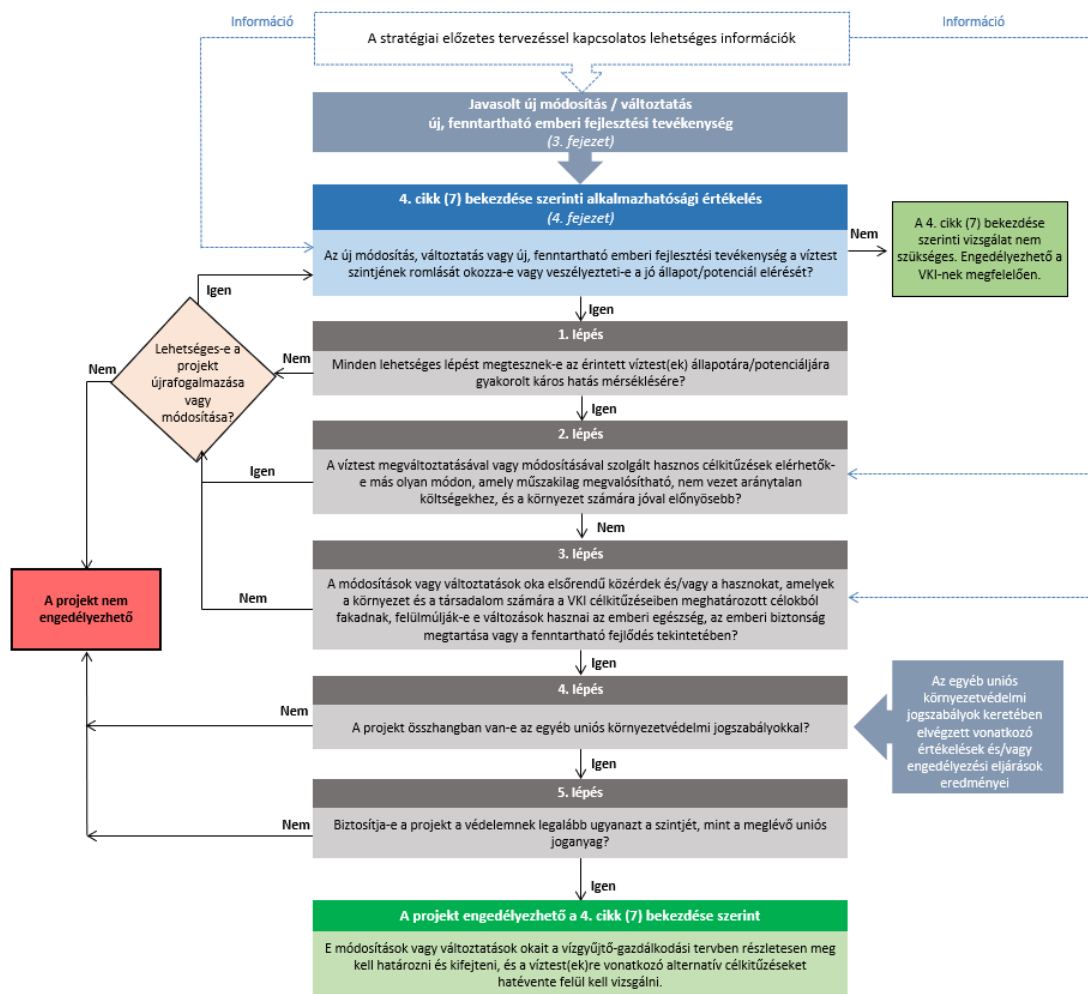 Információ
Információ
A stratégiai előzetes tervezéssel kapcsolatos lehetséges információk
Javasolt új módosítás / változtatás
új, fenntartható emberi fejlesztési tevékenység
(3. fejezet)
4. cikk (7) bekezdése szerinti alkalmazhatósági értékelés
(4. fejezet)
Az új módosítás, változtatás vagy új, fenntartható emberi fejlesztési tevékenység a víztest
szintjének romlását okozza-e vagy veszélyezteti-e a jó állapot/potenciál elérését?
Nem
A 4. cikk (7) bekezdése
szerinti vizsgálat nem
szükséges. Engedélyezhető a
VKI-nek megfelelően.
Igen
Igen
1. lépés
Minden lehetséges lépést megtesznek-e az érintett víztest(ek) állapotára/potenciáljára
gyakorolt káros hatás mérséklésére?
Nem
Lehetséges-e a
projekt
újrafogalmazása
vagy
módosítása?
Nem
Igen
2. lépés
A víztest megváltoztatásával vagy módosításával szolgált hasznos célkitűzések elérhetők-
e más olyan módon, amely műszakilag megvalósítható, nem vezet aránytalan
költségekhez, és a környezet számára jóval előnyösebb?
Igen
Nem
3. lépés
A módosítások vagy változtatások oka elsőrendű közérdek és/vagy a hasznokat, amelyek
a környezet és a társadalom számára a VKI célkitűzéseiben meghatározott célokból
fakadnak, felülmúlják-e e változások hasznai az emberi egészség, az emberi biztonság
megtartása vagy a fenntartható fejlődés tekintetében?
Nem
A projekt nem
engedélyezhető
Igen
4. lépés
A projekt összhangban van-e az egyéb uniós környezetvédelmi jogszabályokkal?
Nem
Az egyéb uniós
környezetvédelmi
jogszabályok keretében
elvégzett vonatkozó
értékelések és/vagy
engedélyezési eljárások
eredményei
Igen
5. lépés
Biztosítja-e a projekt a védelemnek legalább ugyanazt a szintjét, mint a meglévő uniós
joganyag?
Nem
Igen
A projekt engedélyezhető a 4. cikk (7) bekezdése szerint
E módosítások vagy változtatások okait a vízgyűjtő-gazdálkodási tervben részletesen meg
kell határozni és kifejteni, és a víztest(ek)re vonatkozó alternatív célkitűzéseket
hatévente felül kell vizsgálni.